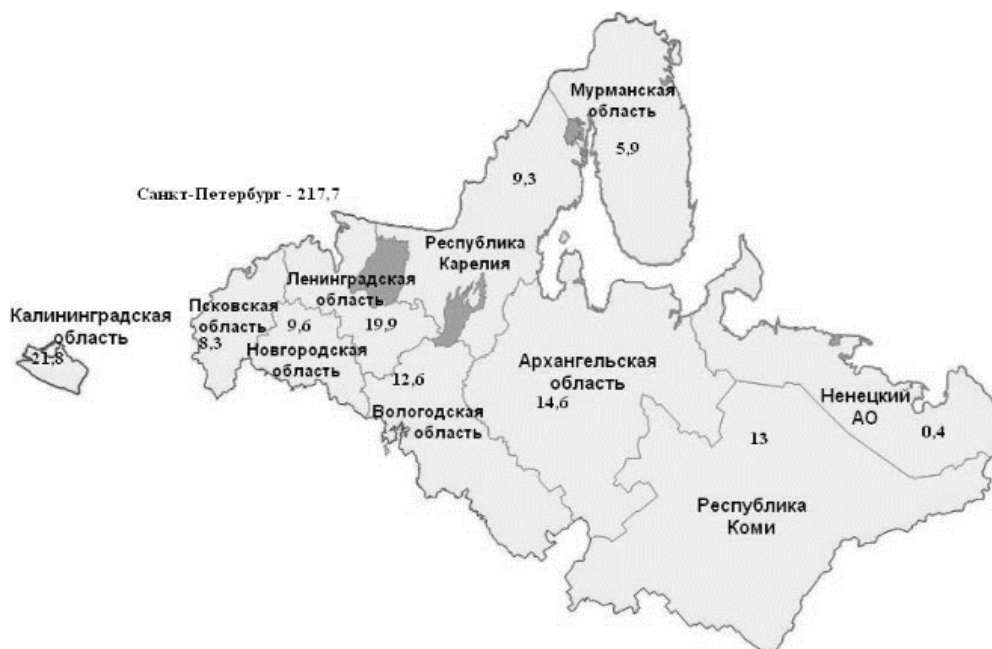 Мурманская
область
5,9
9,3
Санкт-Петербург - 217,7
Республика
Карелия
Ленинградская
область
19,9
Псковская
область
8,3
9,6
Новгородская
область
Калининградская
область
21,8
12,6
Вологодская
область
Архангельская
область
14,6
Ненецкий
АО
0,4
13
Республика
Коми